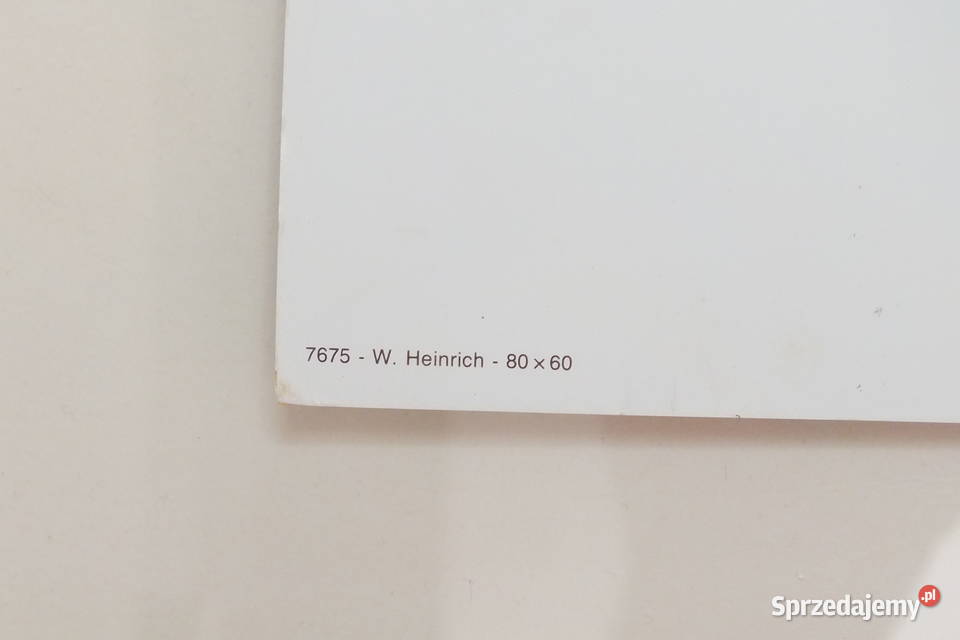 7675 - W. Heinrich - 80 × 60
Sprzedajemy.pl